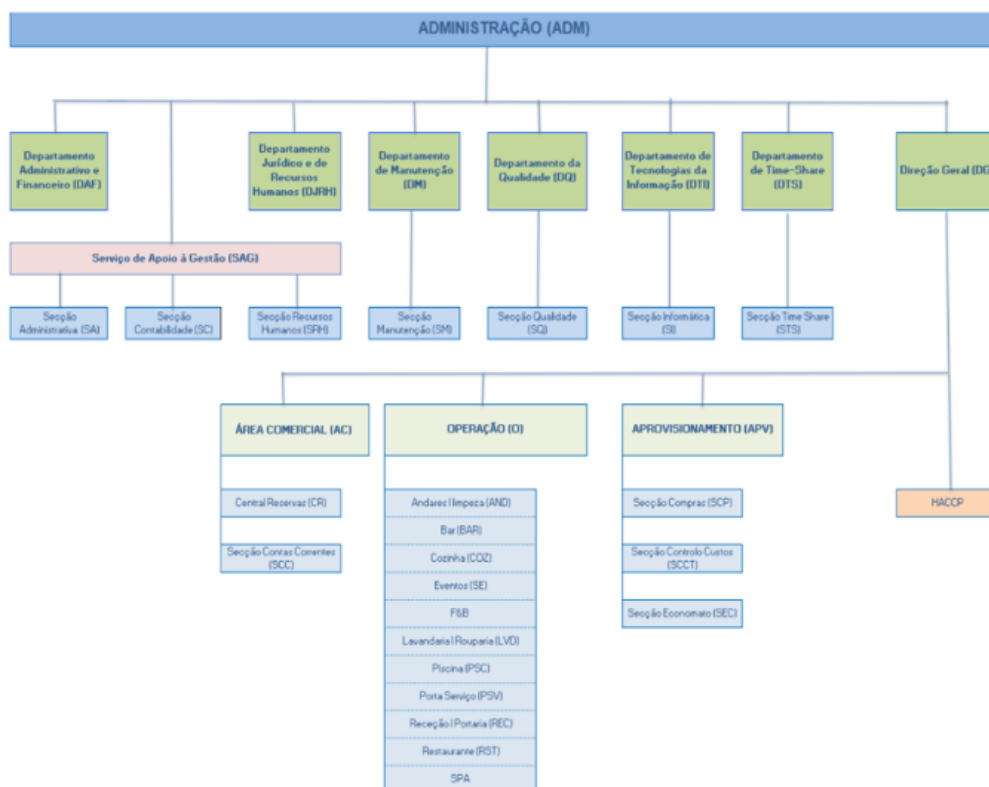 ADMINISTRAÇÃO (ADM)
Departamento
Administrativo e
Financeiro (DAF)
Departamento
Jurídico e de
Recursos
Humanos (DJRH)
Departamento
de Manutenção
(DM)
Departamento da
Qualidade (DQ)
Departamento de
Tecnologias da
Informação (DTI)
Departamento
de Time-Share
(DTS)
Direção Geral (DG
Serviço de Apoio à Gestão (SAG)
Secção
Administrativa (SA)
Secção
Contabilidade (SC)
Secção Recursos
Humanos (SRH)
Secção
Manutenção (SM)
Secção Qualidade
(SQ)
Secção Informática
(SI)
Secção Time Share
(STS)
ÁREA COMERCIAL (AC)
OPERAÇÃO (O)
APROVISIONAMENTO (APV)
Central Reservas (CR)
Secção Contas Correntes
(SCC)
Andares | limpeza (AND)
Bar (BAR)
Cozinha (COZ)
Eventos (SE)
F&B
Lavandaria | Rouparia (LVD)
Piscina (PSC)
Porta Serviço (PSV)
Receção | Portaria (REC)
Restaurante (RST)
SPA
Secção Compras (SCP)
Secção Controlo Custos
(SCCT)
Secção Economato (SEC)
HACCP